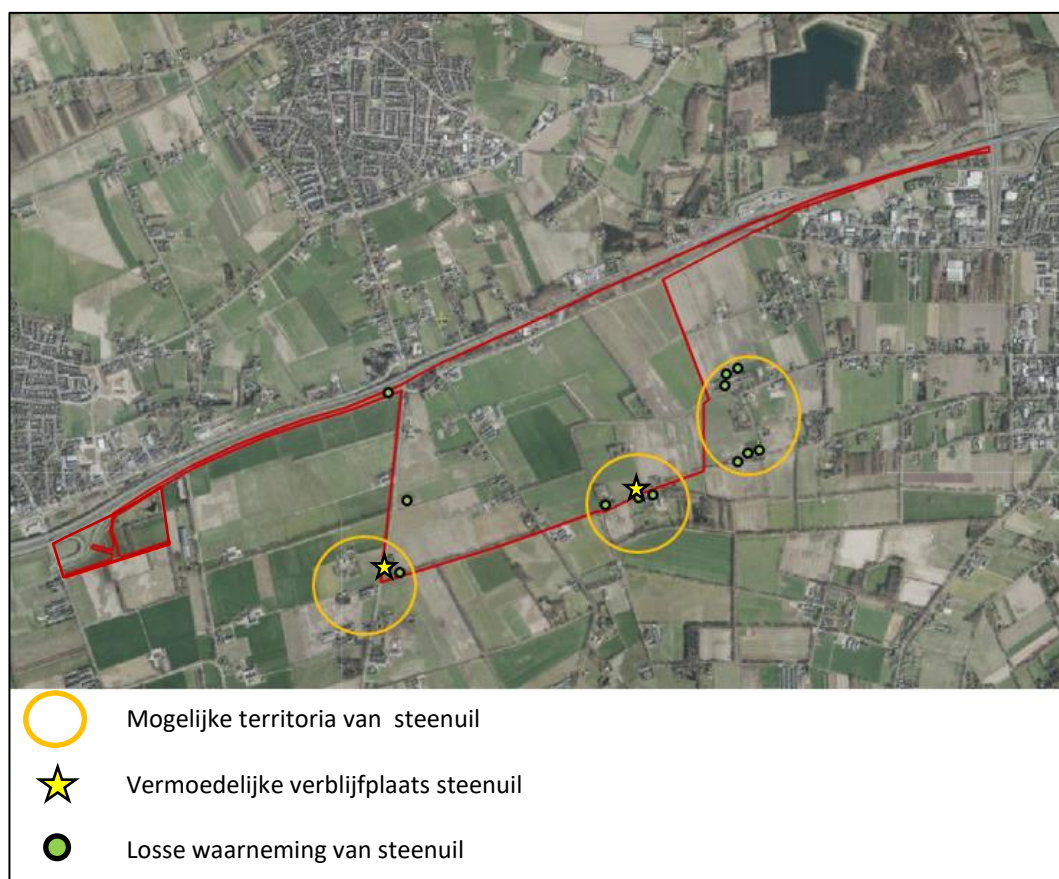 Mogelijke territoria van steenuil
Vermoedelijke verblijfplaats steenuil
Losse waarneming van steenuil